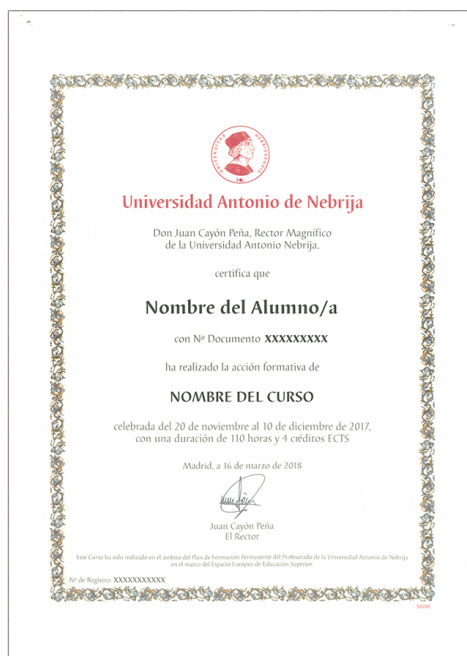 Universidad Antonio de Nebrija
Don Juan Cayón Peña, Rector Magnífico
de la Universidad Antonio Nebrija,
certifica que
Nombre del Alumno/a
con Nº Documento XXXXXXXXX
ha realizado la acción formativa de
NOMBRE DEL CURSO
celebrada del 20 de noviembre al 10 de diciembre de 2017,
con una duración de 110 horas y 4 créditos ECTS
Madrid, a 16 de marzo de 2018
Juan Cayón Peña
El Rector
Este Curso ha sido realizado en el ámbito del Plan de Formación Permanente del Profesorado de la Universidad Antonio de Nebrija
en el marco del Espacio Europeo de Educación Superior.
Nº de Registro: XXXXXXXXXXX